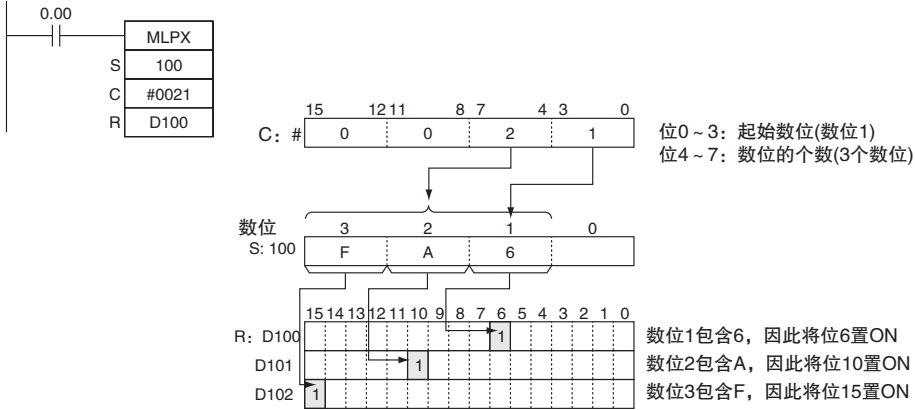 0.00
MLPX
S 100
C #0021
R D100
15 12 11 8 7 4 3 0
C：# 0 0 2 1
位0～3：起始数位(数位1)
位4～7：数位的个数(3个数位)
数位 3 2 1 0
S: 100 F A 6
15 14 13 12 11 10 9 8 7 6 5 4 3 2 1 0
R：D100 1 数位1包含6，因此将位6置ON
D101 1 数位2包含A，因此将位10置ON
D102 1 数位3包含F，因此将位15置ON